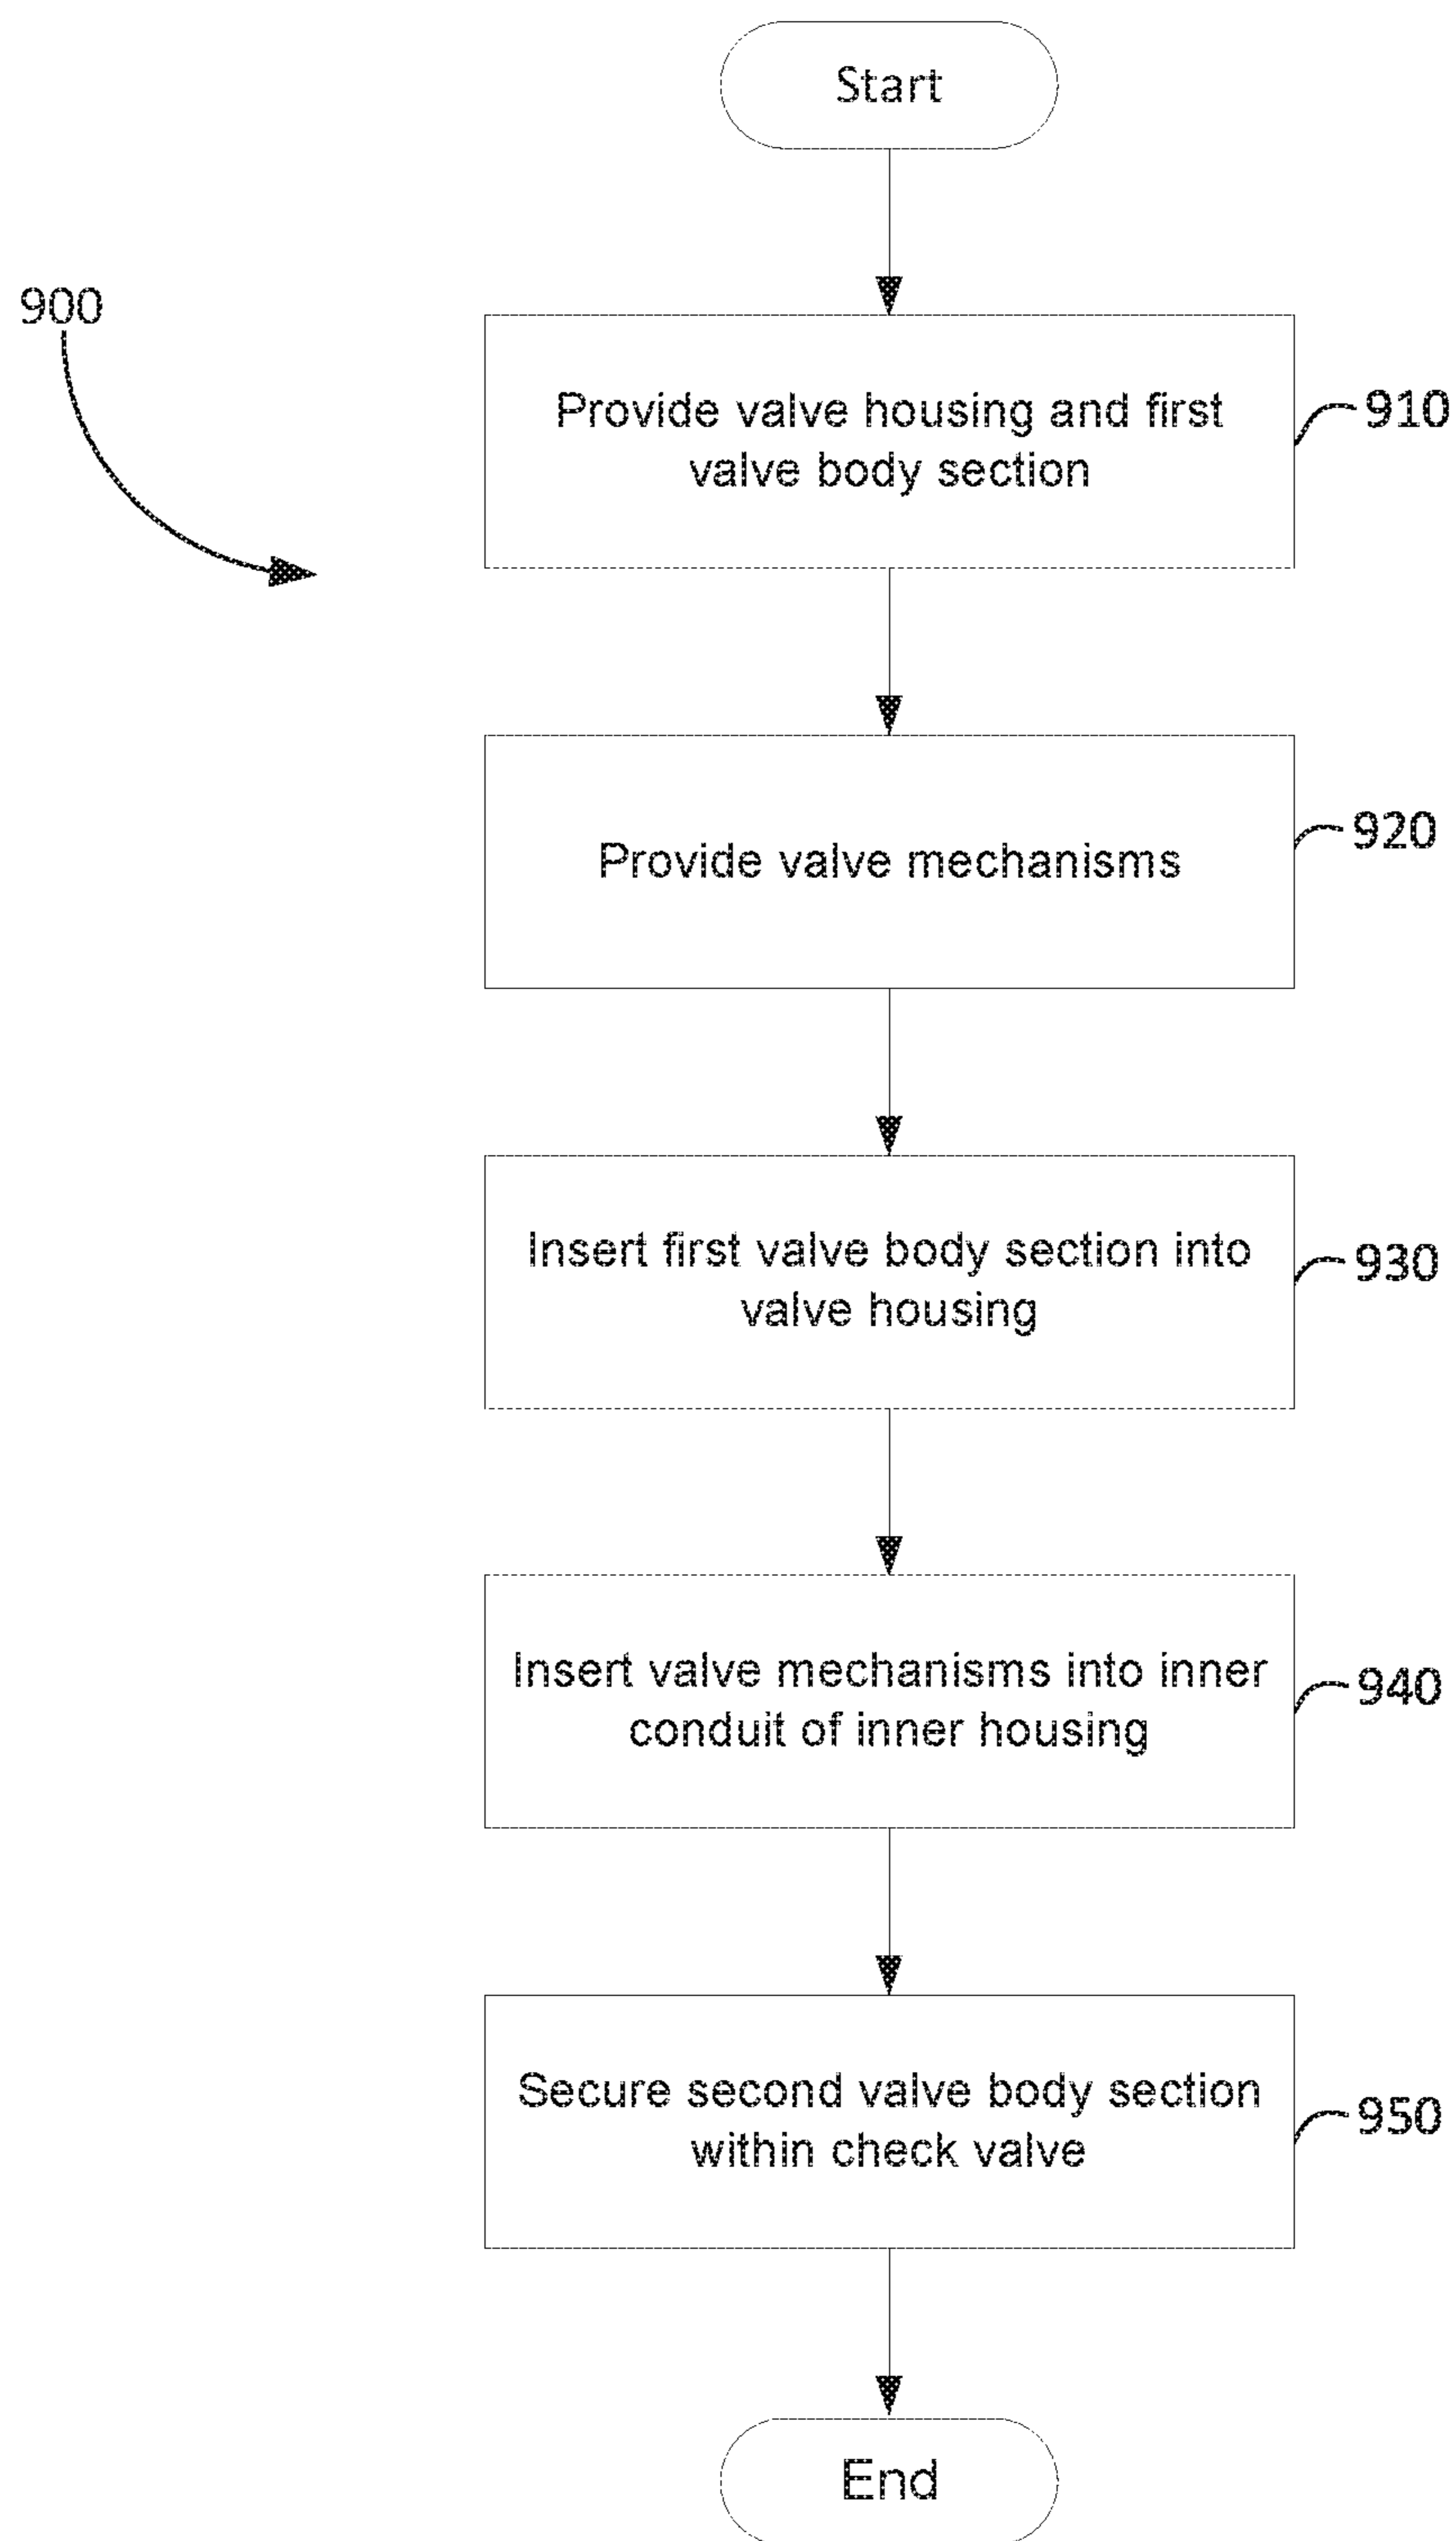 Start
900
Provide valve housing and first
valve body section
910
Provide valve mechanisms
920
Insert first valve body section into
valve housing
930
Insert valve mechanisms into inner
conduit of inner housing
940
Secure second valve body section
within check valve
950
End